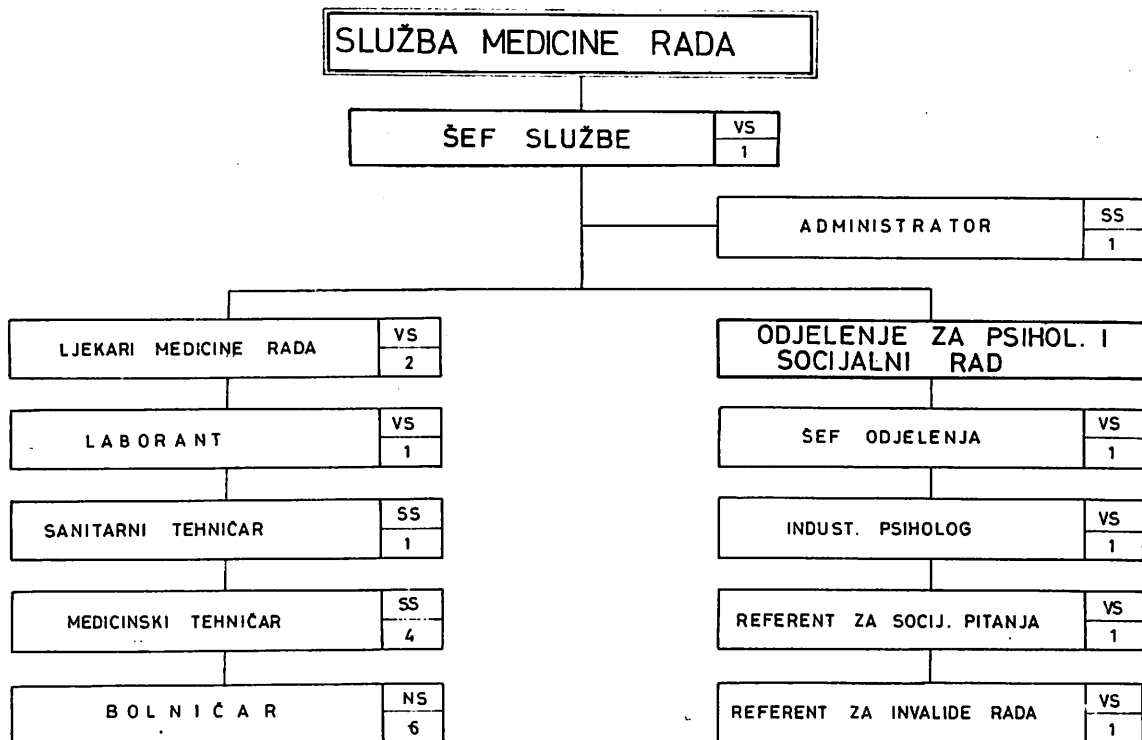 SLUŽBA MEDICINE RADA
ŠEF SLUŽBE
VS
1
ADMINISTRATOR
SS
1
LJEKARI MEDICINE RADA
VS
2
LABORANT
VS
1
SANITARNI TEHNIČAR
SS
1
MEDICINSKI TEHNIČAR
SS
4
BOLNIČAR
NS
6
ODJELENJE ZA PSIHOL. I
SOCIJALNI RAD
ŠEF ODJELENJA
VS
1
INDUST. PSIHOLOG
VS
1
REFERENT ZA SOCIJ. PITANJA
VS
1
REFERENT ZA INVALIDE RADA
VS
1